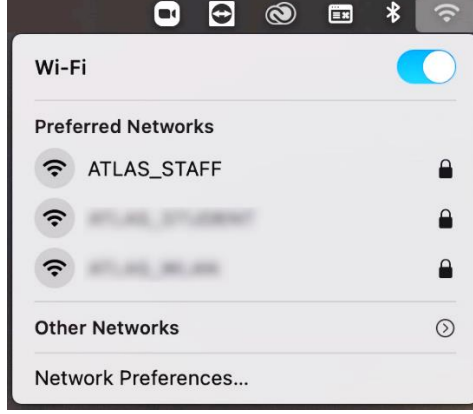 Wi-Fi
Preferred Networks
ATLAS_STAFF
Other Networks
Network Preferences...